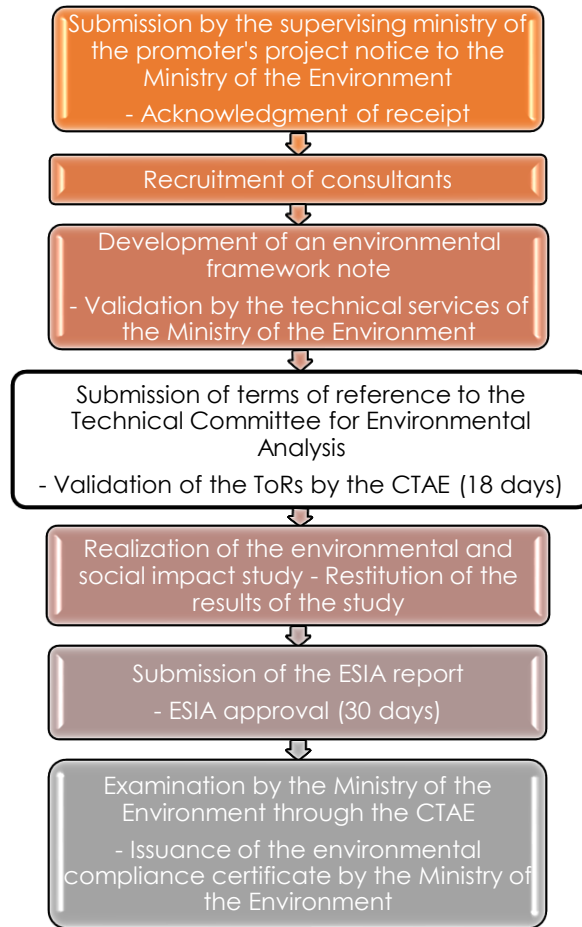 Submission by the supervising ministry of
the promoter's project notice to the
Ministry of the Environment
- Acknowledgment of receipt
Recruitment of consultants
Development of an environmental
framework note
- Validation by the technical services of
the Ministry of the Environment
Submission of terms of reference to the
Technical Committee for Environmental
Analysis
- Validation of the ToRs by the CTAE (18 days)
Realization of the environmental and
social impact study - Restitution of the
results of the study
Submission of the ESIA report
- ESIA approval (30 days)
Examination by the Ministry of the
Environment through the CTAE
- Issuance of the environmental
compliance certificate by the Ministry of
the Environment